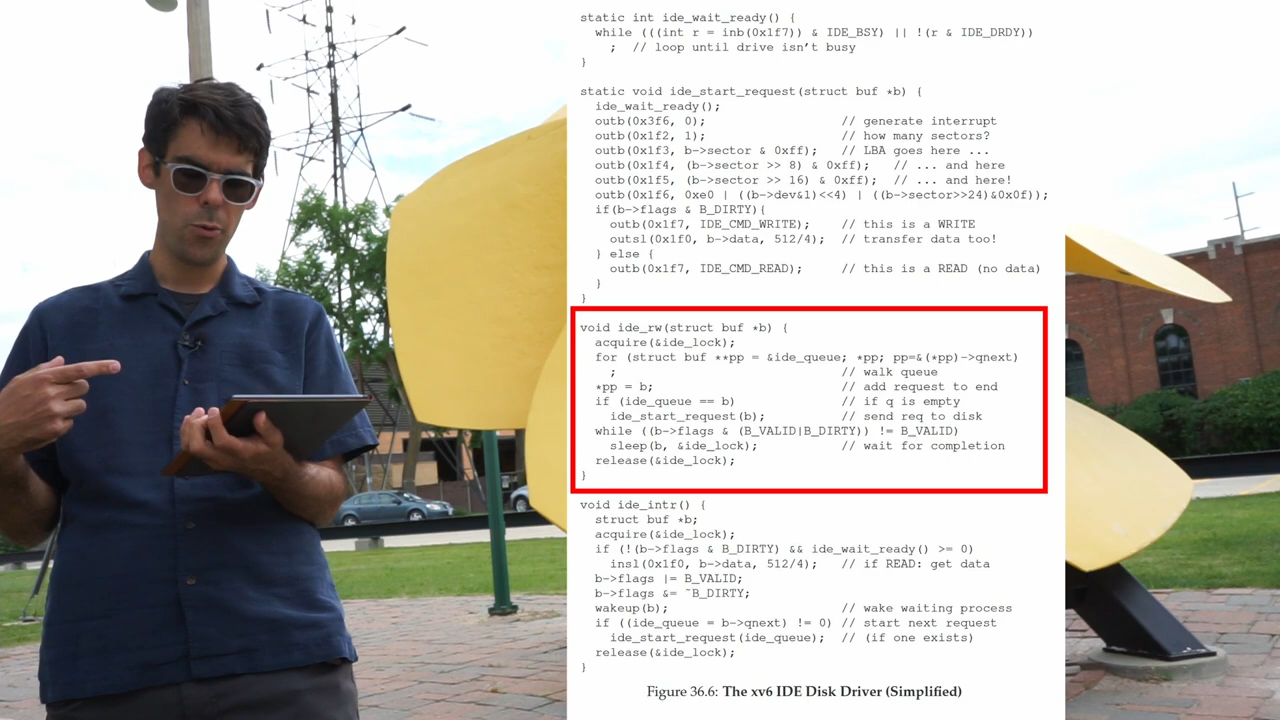 static int ide_wait_ready() {
while (((int r = inb(0x1f7)) & IDE_BSY) || !(r & IDE_DRDY))
; // loop until drive isn't busy
}
static void ide_start_request(struct buf *b) {
ide_wait_ready();
outb(0x3f6, 0); // generate interrupt
outb(0x1f2, 1); // how many sectors?
outb(0x1f3, b->sector & 0xff); // LBA goes here ...
outb(0x1f4, (b->sector >> 8) & 0xff); // ... and here
outb(0x1f5, (b->sector >> 16) & 0xff); // ... and here!
outb(0x1f6, 0xe0 | ((b->dev&1)<<4) | ((b->sector>>24)&0x0f));
if(b->flags & B_DIRTY){
outb(0x1f7, IDE_CMD_WRITE); // this is a WRITE
outsl(0x1f0, b->data, 512/4); // transfer data too!
} else {
outb(0x1f7, IDE_CMD_READ); // this is a READ (no data)
}
}
void ide_rw(struct buf *b) {
acquire(&ide_lock);
for (struct buf **pp = &ide_queue; *pp; pp=&(*pp)->qnext)
; // walk queue
*pp = b; // add request to end
if (ide_queue == b) // if q is empty
ide_start_request(b); // send req to disk
while ((b->flags & (B_VALID|B_DIRTY)) != B_VALID)
sleep(b, &ide_lock); // wait for completion
release(&ide_lock);
}
void ide_intr() {
struct buf *b;
acquire(&ide_lock);
if (!(b->flags & B_DIRTY) && ide_wait_ready() >= 0)
insl(0x1f0, b->data, 512/4); // if READ: get data
b->flags |= B_VALID;
b->flags &= ˜B_DIRTY;
wakeup(b); // wake waiting process
if ((ide_queue = b->qnext) != 0) // start next request
ide_start_request(ide_queue); // (if one exists)
release(&ide_lock);
}
Figure 36.6: The xv6 IDE Disk Driver (Simplified)